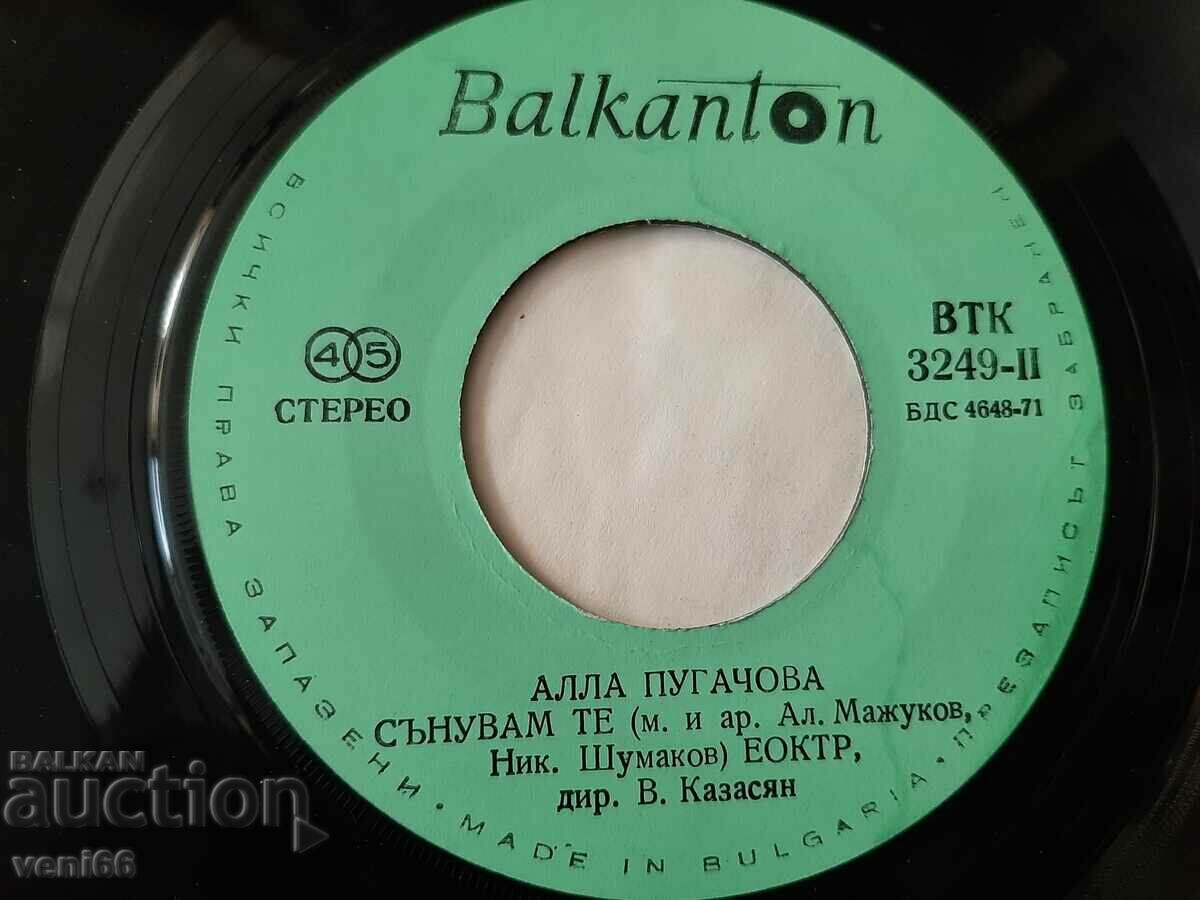 Balkanton
45
СТЕРЕО
ВТК
3249-II
БДС 4648-71
АЛЛА ПУГАЧОВА
СЪНУВАМ ТЕ (м. и ар. Ал. Мажуков,
Ник. Шумаков) ЕОКТР,
дир. В. Казасян
ВСИЧКИ ПРАВА ЗАПАЗЕНИ · MADE IN BULGARIA · ПРЕЗАПИСЪТ ЗАБРАНЕН
BALKAN
auction
veni66